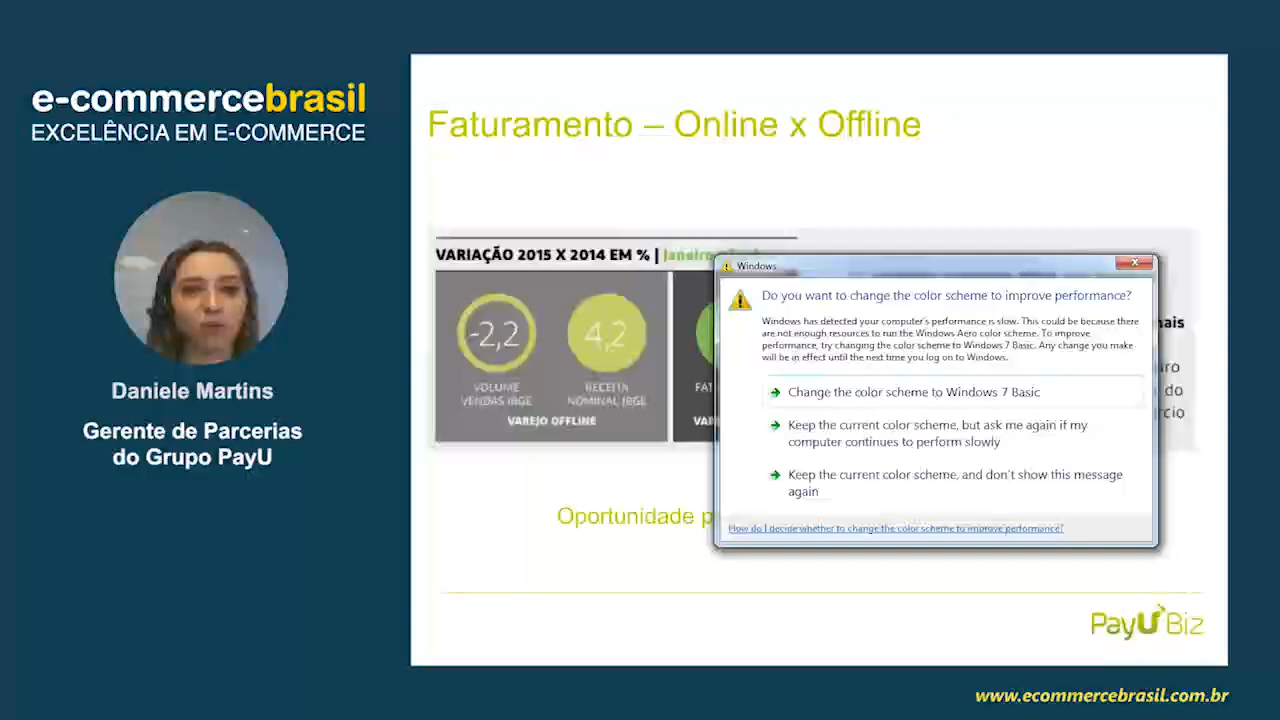 e-commercebrasil
EXCELÊNCIA EM E-COMMERCE
Daniele Martins
Gerente de Parcerias
do Grupo PayU
Faturamento – Online x Offline
VARIAÇÃO 2015 X 2014 EM % |
-2,2
4,2
VOLUME
VENDAS IBGE
RECEITA
NOMINAL IBGE
VAREJO OFFLINE
Oportunidade
Windows
Do you want to change the color scheme to improve performance?
Windows has detected your computer's performance is slow. This could be because there
are not enough resources to run the Windows Aero color scheme. To improve
performance, try changing the color scheme to Windows 7 Basic. Any change you make
will be in effect until the next time you log on to Windows.
Change the color scheme to Windows 7 Basic
Keep the current color scheme, but ask me again if my
computer continues to perform slowly
Keep the current color scheme, and don't show this message
again
How do I decide whether to change the color scheme to improve performance?
PayU Biz
www.ecommercebrasil.com.br